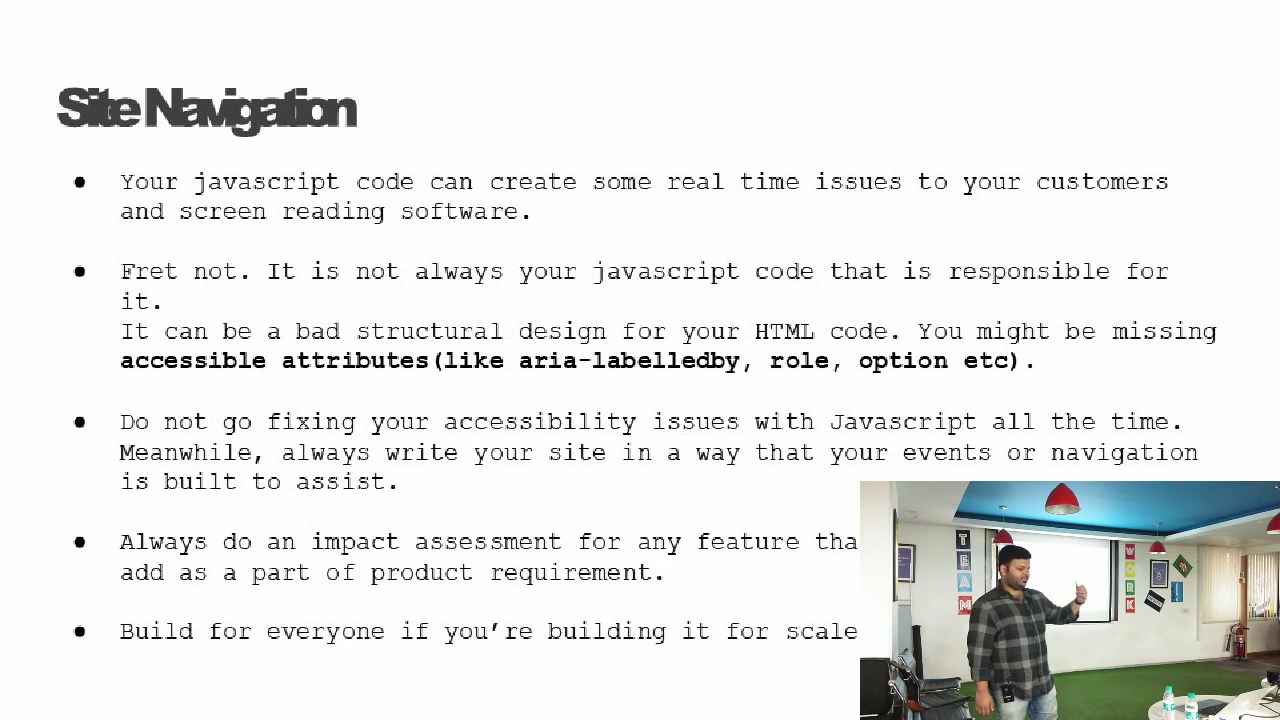 Site Navigation
● Your javascript code can create some real time issues to your customers
and screen reading software.
● Fret not. It is not always your javascript code that is responsible for
it.
It can be a bad structural design for your HTML code. You might be missing
accessible attributes(like aria-labelledby, role, option etc).
● Do not go fixing your accessibility issues with Javascript all the time.
Meanwhile, always write your site in a way that your events or navigation
is built to assist.
● Always do an impact assessment for any feature tha
add as a part of product requirement.
● Build for everyone if you’re building it for scale
TEAM
WORK